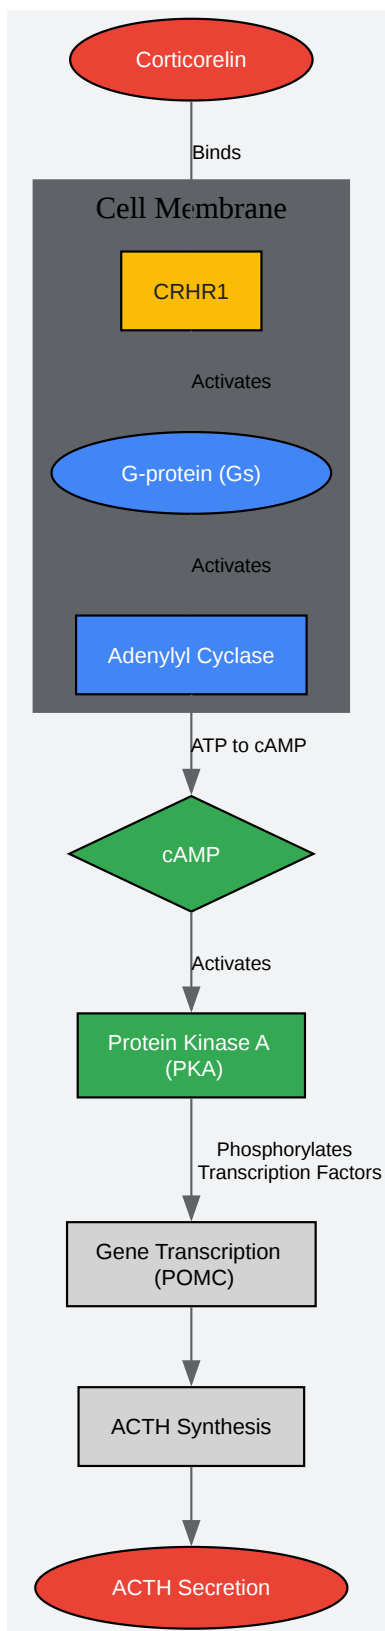 Corticorelin
Binds
Cell Membrane
CRHR1
Activates
G-protein (Gs)
Activates
Adenylyl Cyclase
ATP to cAMP
cAMP
Activates
Protein Kinase A
(PKA)
Phosphorylates
Transcription Factors
Gene Transcription
(POMC)
ACTH Synthesis
ACTH Secretion